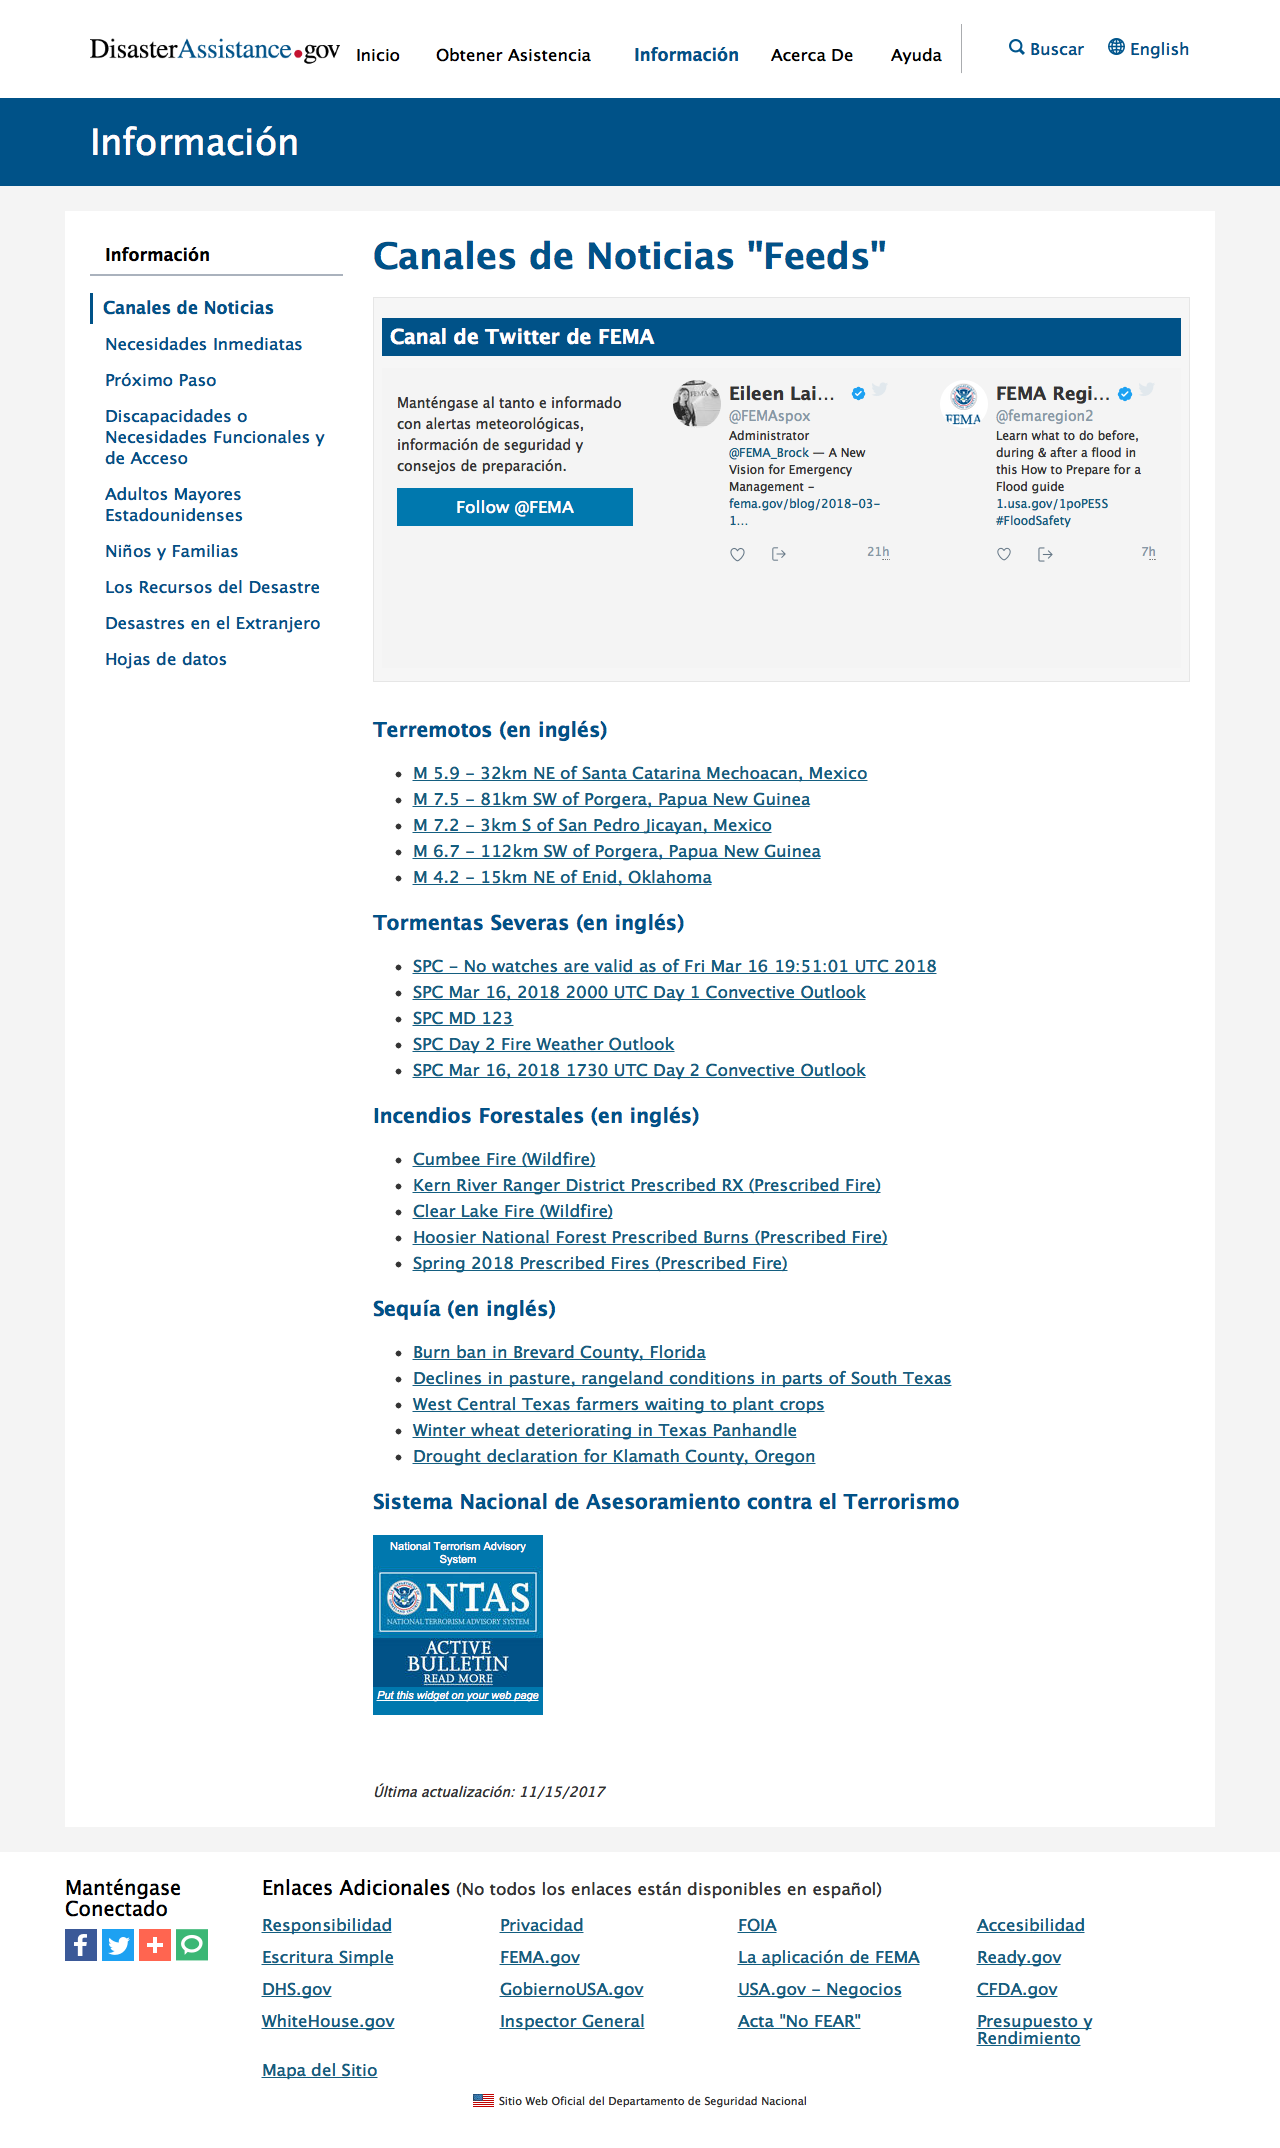 DisasterAssistance.gov
Inicio
Obtener Asistencia
Información
Acerca De
Ayuda
Buscar
English
Información
Información
Canales de Noticias
Necesidades Inmediatas
Próximo Paso
Discapacidades o
Necesidades Funcionales y
de Acceso
Adultos Mayores
Estadounidenses
Niños y Familias
Los Recursos del Desastre
Desastres en el Extranjero
Hojas de datos
Canales de Noticias "Feeds"
Canal de Twitter de FEMA
Manténgase al tanto e informado
con alertas meteorológicas,
información de seguridad y
consejos de preparación.
Follow @FEMA
Eileen Lai...
@FEMAspox
Administrator
@FEMA_Brock — A New
Vision for Emergency
Management –
fema.gov/blog/2018-03-
1...
21h
FEMA
FEMA Regi...
@femaregion2
Learn what to do before,
during & after a flood in
this How to Prepare for a
Flood guide
1.usa.gov/1poPE5S
#FloodSafety
7h
Terremotos (en inglés)
M 5.9 - 32km NE of Santa Catarina Mechoacan, Mexico
M 7.5 - 81km SW of Porgera, Papua New Guinea
M 7.2 - 3km S of San Pedro Jicayan, Mexico
M 6.7 - 112km SW of Porgera, Papua New Guinea
M 4.2 - 15km NE of Enid, Oklahoma
Tormentas Severas (en inglés)
SPC - No watches are valid as of Fri Mar 16 19:51:01 UTC 2018
SPC Mar 16, 2018 2000 UTC Day 1 Convective Outlook
SPC MD 123
SPC Day 2 Fire Weather Outlook
SPC Mar 16, 2018 1730 UTC Day 2 Convective Outlook
Incendios Forestales (en inglés)
Cumbee Fire (Wildfire)
Kern River Ranger District Prescribed RX (Prescribed Fire)
Clear Lake Fire (Wildfire)
Hoosier National Forest Prescribed Burns (Prescribed Fire)
Spring 2018 Prescribed Fires (Prescribed Fire)
Sequía (en inglés)
Burn ban in Brevard County, Florida
Declines in pasture, rangeland conditions in parts of South Texas
West Central Texas farmers waiting to plant crops
Winter wheat deteriorating in Texas Panhandle
Drought declaration for Klamath County, Oregon
Sistema Nacional de Asesoramiento contra el Terrorismo
National Terrorism Advisory
System
NTAS
NATIONAL TERRORISM ADVISORY SYSTEM
ACTIVE
BULLETIN
READ MORE
Put this widget on your web page
Última actualización: 11/15/2017
Manténgase
Conectado
Enlaces Adicionales (No todos los enlaces están disponibles en español)
Responsibilidad
Privacidad
FOIA
Accesibilidad
Escritura Simple
FEMA.gov
La aplicación de FEMA
Ready.gov
DHS.gov
GobiernoUSA.gov
USA.gov - Negocios
CFDA.gov
WhiteHouse.gov
Inspector General
Acta "No FEAR"
Presupuesto y
Rendimiento
Mapa del Sitio
Sitio Web Oficial del Departamento de Seguridad Nacional